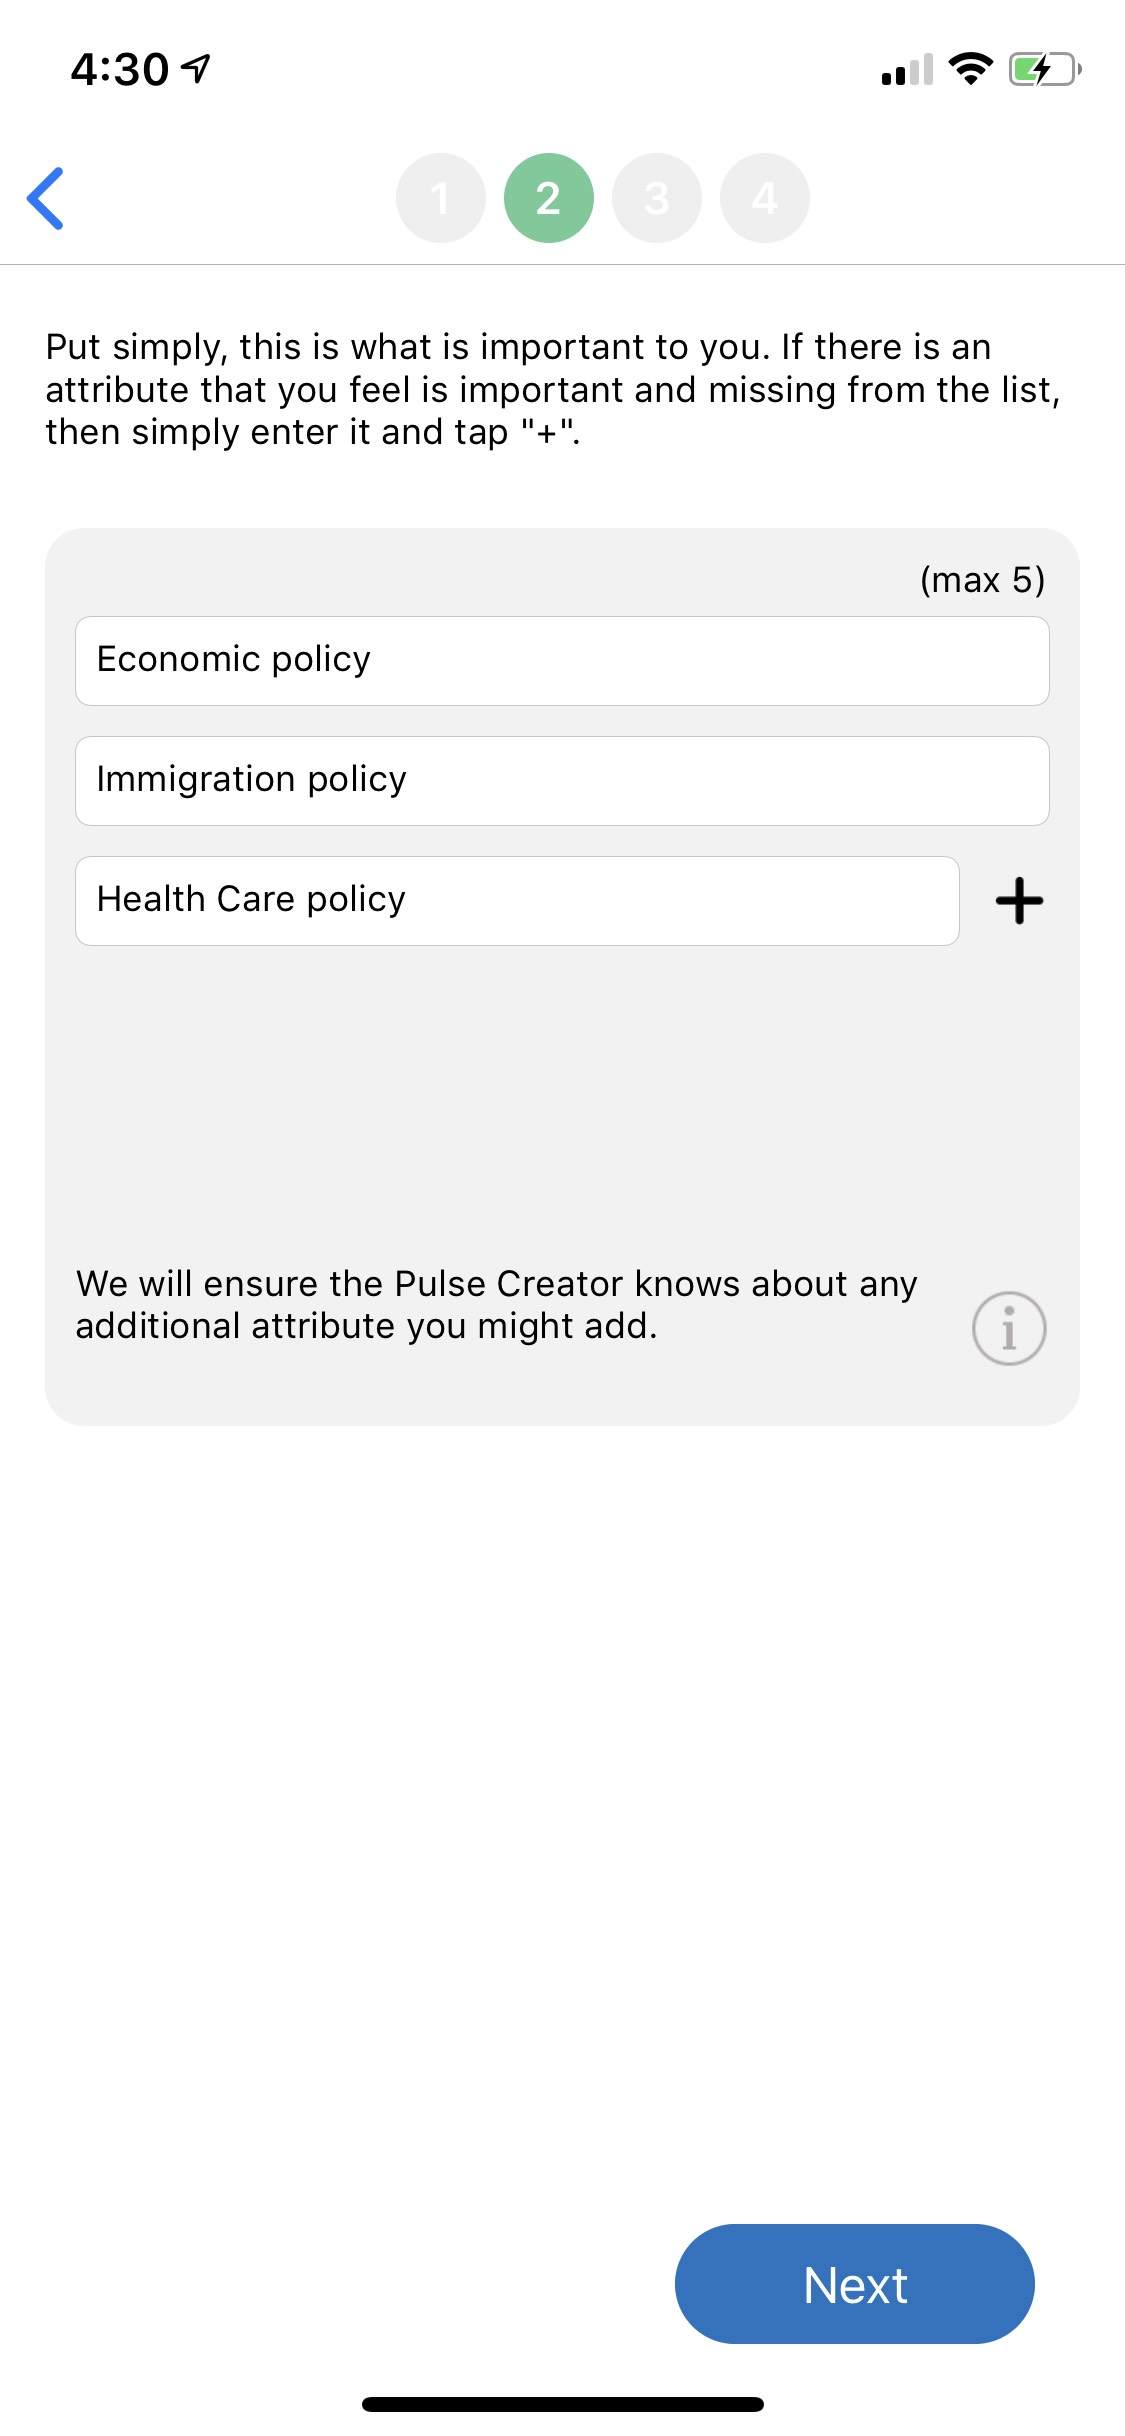 4:30
1 2 3 4
Put simply, this is what is important to you. If there is an
attribute that you feel is important and missing from the list,
then simply enter it and tap "+".
(max 5)
Economic policy
Immigration policy
Health Care policy
We will ensure the Pulse Creator knows about any
additional attribute you might add.
Next